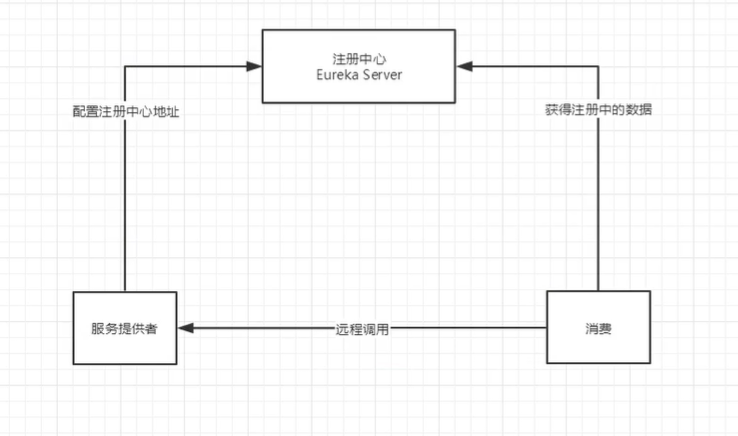 注册中心
Eureka Server
配置注册中心地址
获得注册中的数据
服务提供者
远程调用
消费